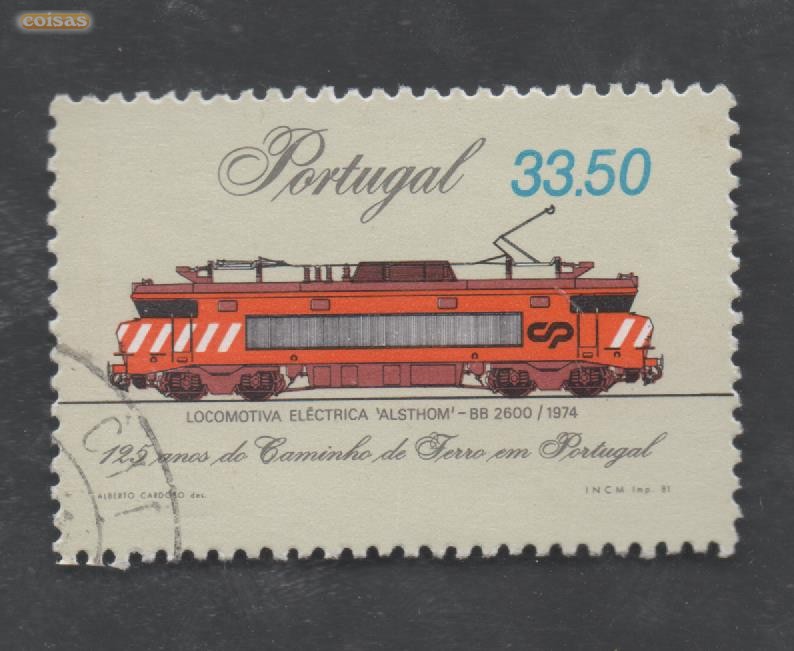 coisas
Portugal 33.50
CP
LOCOMOTIVA ELÉCTRICA 'ALSTHOM' - BB 2600 / 1974
125 anos do Caminho de Ferro em Portugal
ALBERTO CARDOSO des. INCM Imp. 81